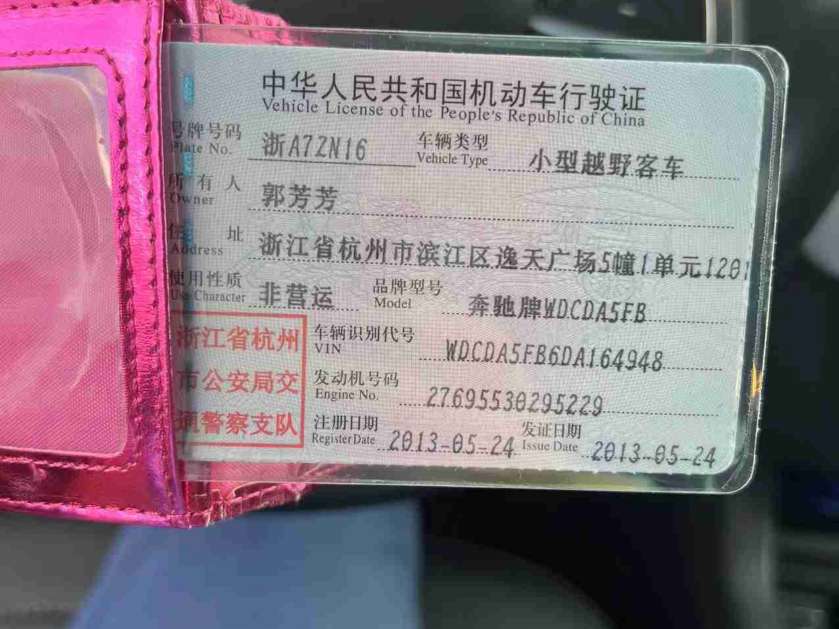 中华人民共和国机动车行驶证
Vehicle License of the People's Republic of China
号牌号码 浙A7ZN16 车辆类型 小型越野客车
Plate No. Vehicle Type
所有人 郭芳芳
Owner
住址 浙江省杭州市滨江区逸天广场5幢1单元1201
Address
使用性质 非营运 品牌型号 奔驰牌WDCDA5FB
Use Character Model
浙江省杭州
市公安局交
通警察支队
车辆识别代号 WDCDA5FB6DA164948
VIN
发动机号码 27695530295229
Engine No.
注册日期 2013-05-24 发证日期 2013-05-24
Register Date Issue Date